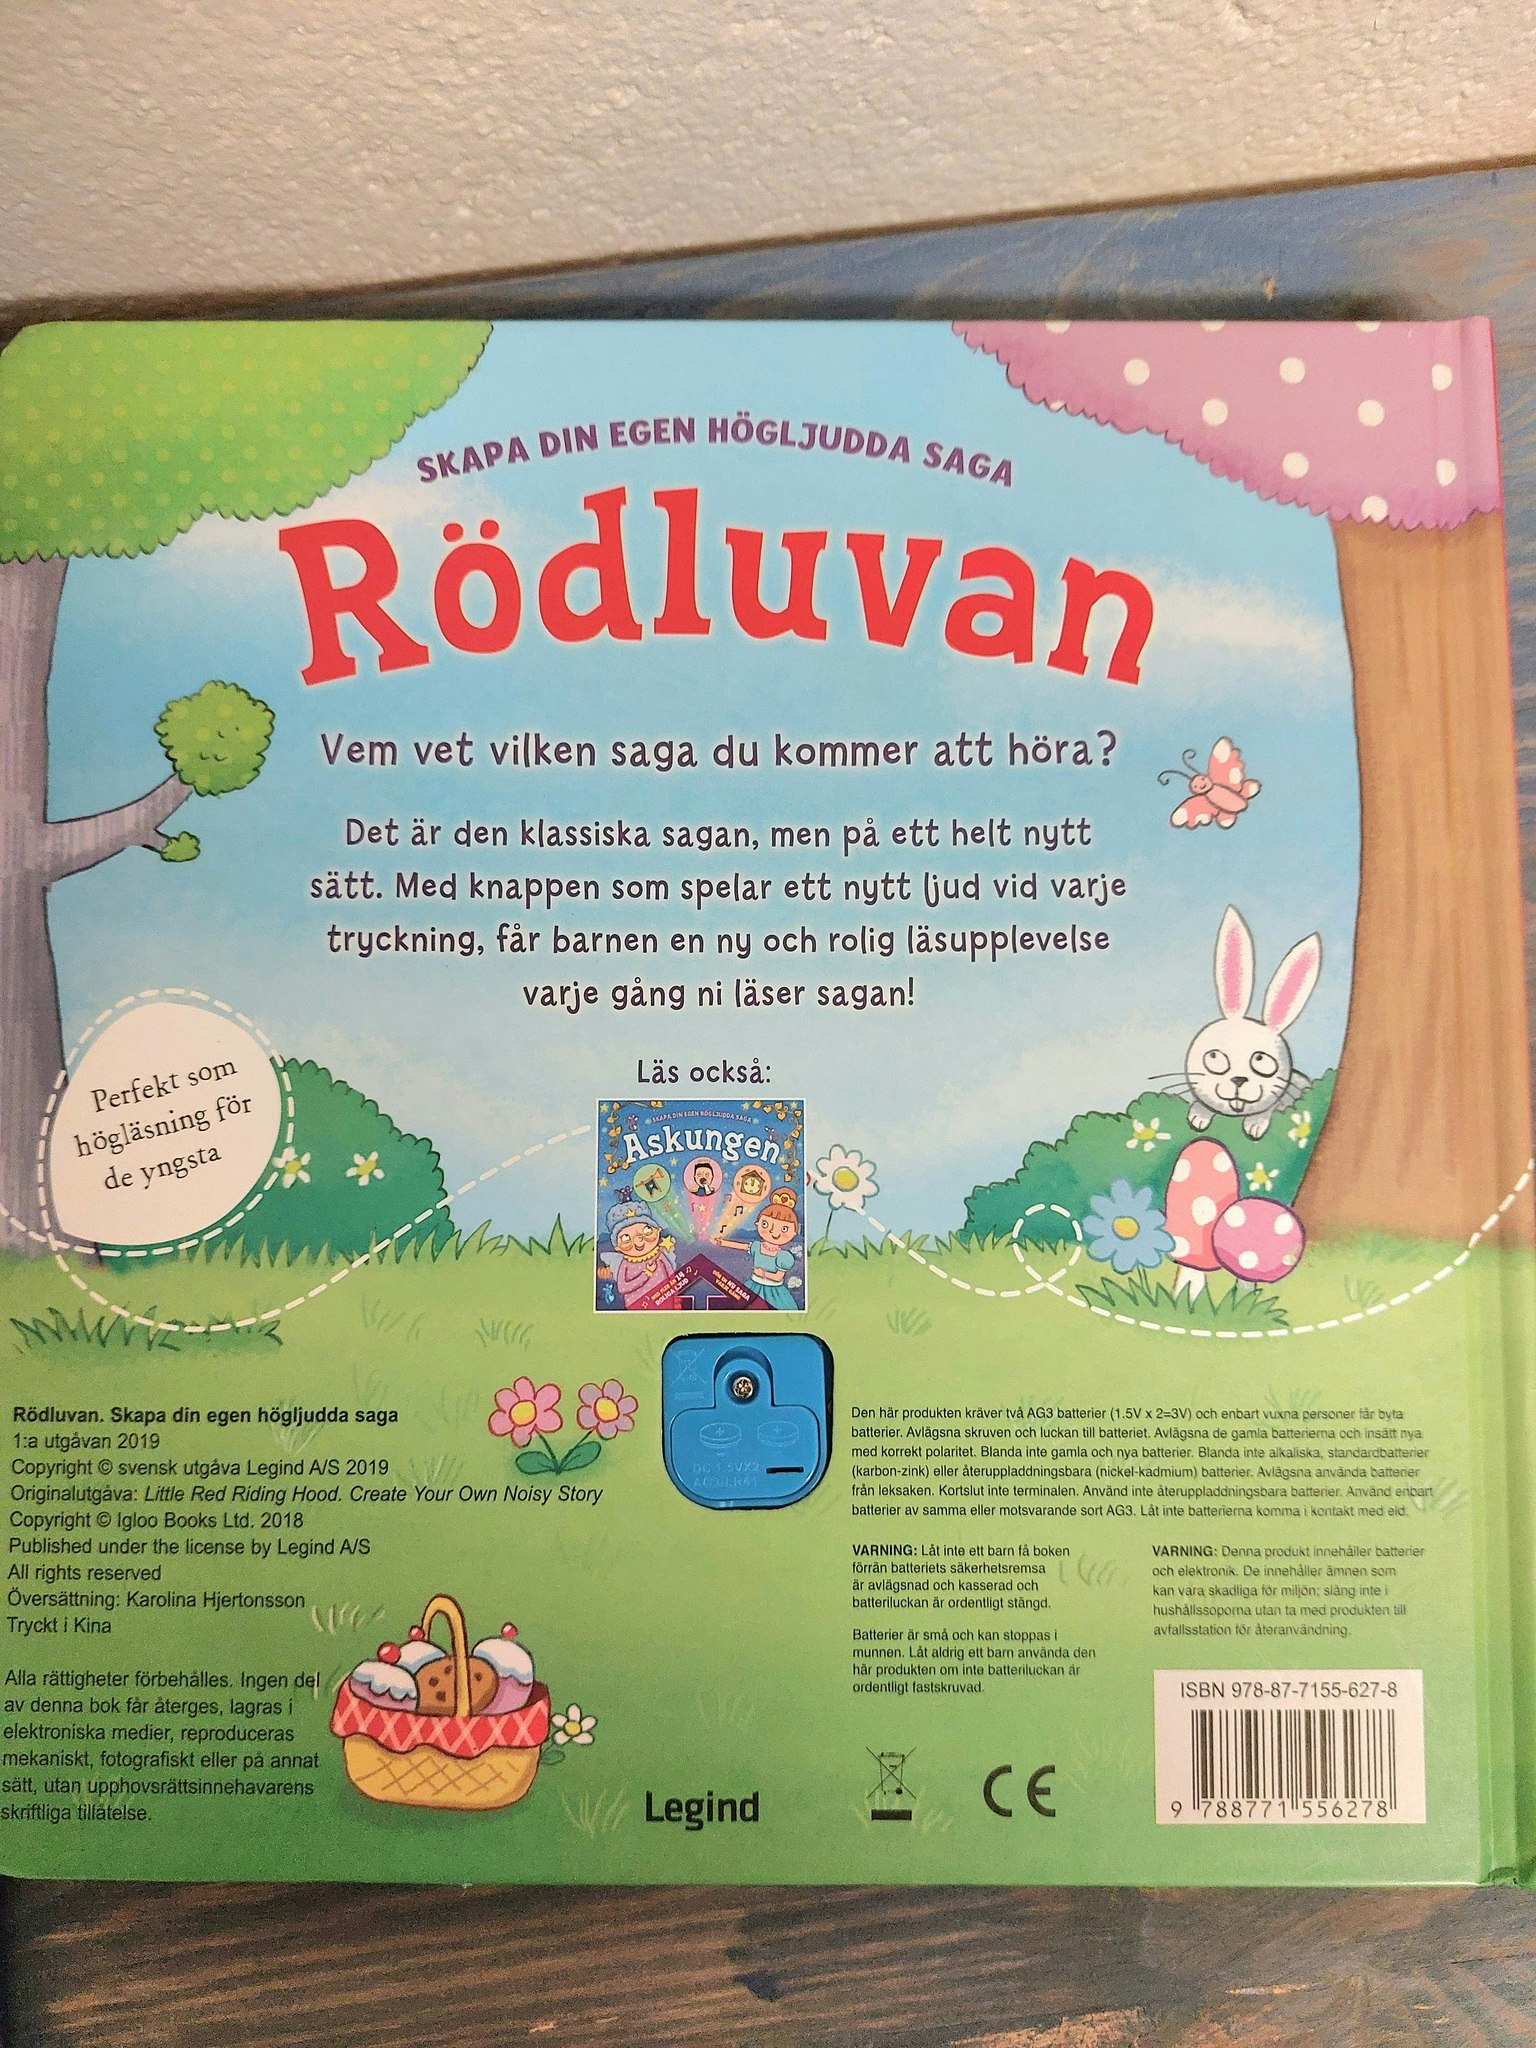 SKAPA DIN EGEN HÖGLJUDDA SAGA
Rödluvan
Vem vet vilken saga du kommer att höra?
Det är den klassiska sagan, men på ett helt nytt
sätt. Med knappen som spelar ett nytt ljud vid varje
tryckning, får barnen en ny och rolig läsupplevelse
varje gång ni läser sagan!
Perfekt som
högläsning för
de yngsta
Läs också:
SKAPA DIN EGEN HÖGLJUDDA SAGA
Askungen
DC 1.5VX2
AG3/LR41
Rödluvan. Skapa din egen högljudda saga
1:a utgåvan 2019
Copyright © svensk utgåva Legind A/S 2019
Originalutgåva: Little Red Riding Hood. Create Your Own Noisy Story
Copyright © Igloo Books Ltd. 2018
Published under the license by Legind A/S
All rights reserved
Översättning: Karolina Hjertonsson
Tryckt i Kina
Alla rättigheter förbehålles. Ingen del
av denna bok får återges, lagras i
elektroniska medier, reproduceras
mekaniskt, fotografiskt eller på annat
sätt, utan upphovsrättsinnehavarens
skriftliga tillåtelse.
Legind
Den här produkten kräver två AG3 batterier (1.5V x 2=3V) och enbart vuxna personer får byta
batterier. Avlägsna skruven och luckan till batteriet. Avlägsna de gamla batterierna och insätt nya
med korrekt polaritet. Blanda inte gamla och nya batterier. Blanda inte alkaliska, standardbatterier
(karbon-zink) eller återuppladdningsbara (nickel-kadmium) batterier. Avlägsna använda batterier
från leksaken. Kortslut inte terminalen. Använd inte återuppladdningsbara batterier. Använd enbart
batterier av samma eller motsvarande sort AG3. Låt inte batterierna komma i kontakt med eld.
VARNING: Låt inte ett barn få boken
förrän batteriets säkerhetsremsa
är avlägsnad och kasserad och
batteriluckan är ordentligt stängd.
Batterier är små och kan stoppas i
munnen. Låt aldrig ett barn använda den
här produkten om inte batteriluckan är
ordentligt fastskruvad.
VARNING: Denna produkt innehåller batterier
och elektronik. De innehåller ämnen som
kan vara skadliga för miljön; släng inte i
hushållssoporna utan ta med produkten till
avfallsstation för återanvändning.
CE
ISBN 978-87-7155-627-8
9 788771 556278